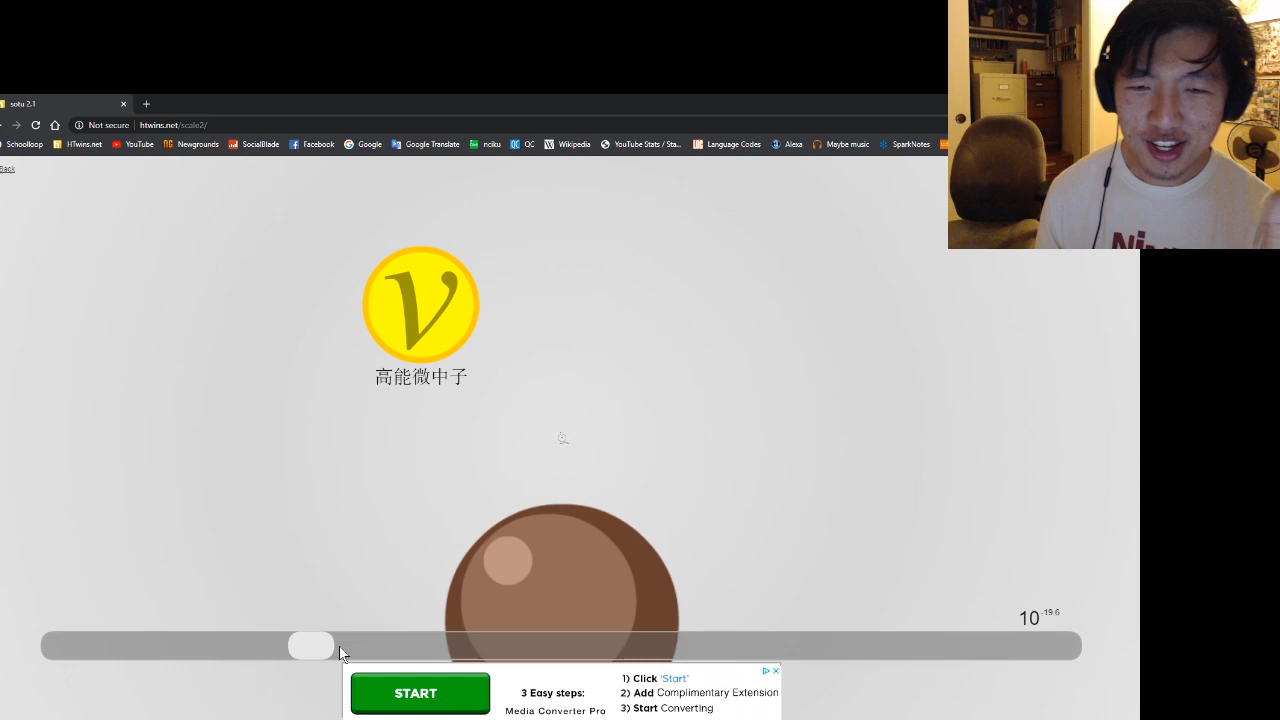 sotu 2.1
Not secure htwins.net/scale2/
Schoolloop HTwins.net YouTube Newgrounds SocialBlade Facebook Google Google Translate nciku QC Wikipedia YouTube Stats / Sta... Language Codes Alexa Maybe music SparkNotes
Back
ν
高能微中子
10-19.6
START
3 Easy steps:
Media Converter Pro
1) Click 'Start'
2) Add Complimentary Extension
3) Start Converting